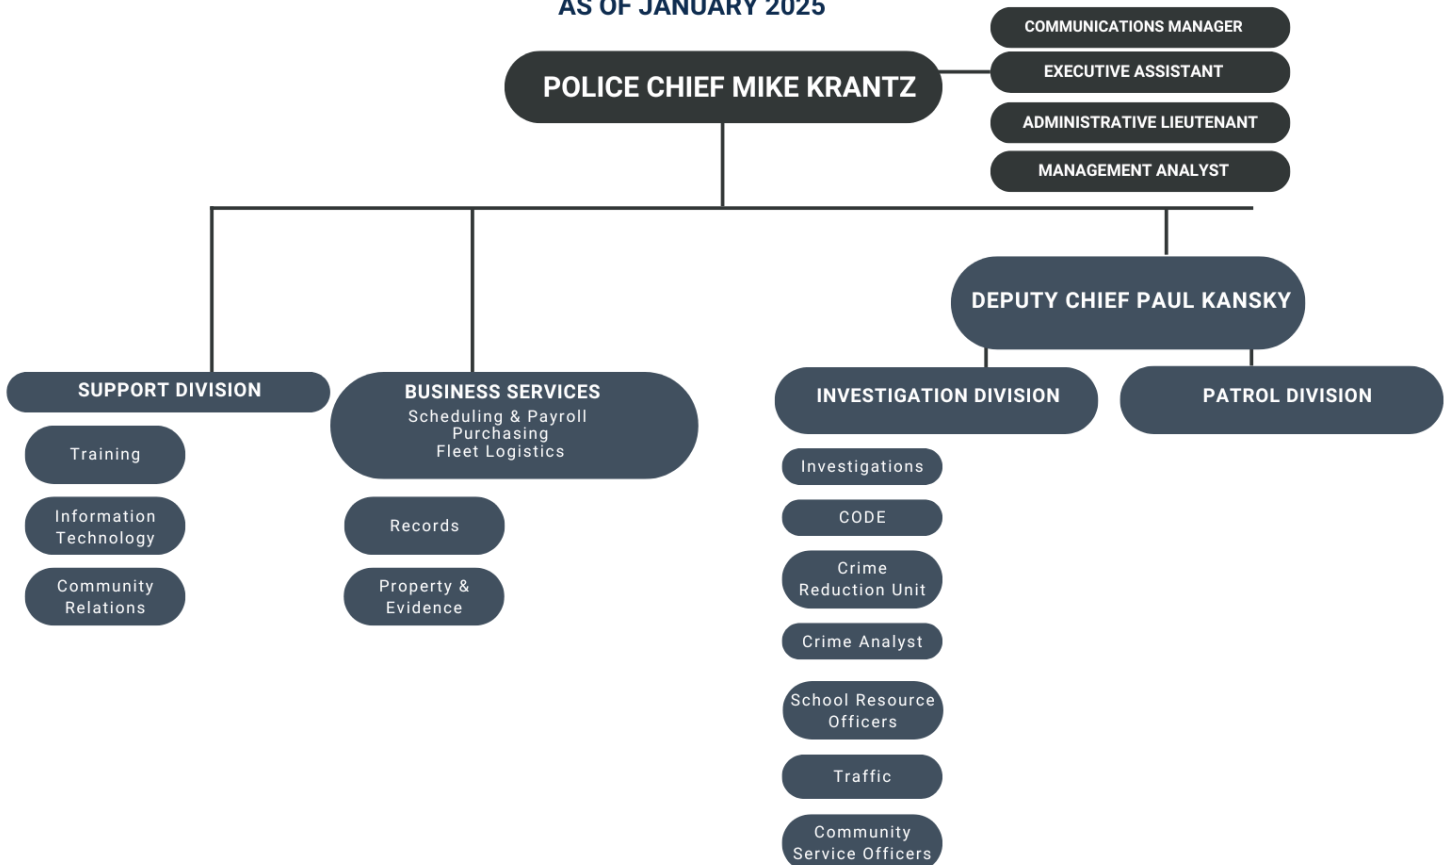 AS OF JANUARY 2025
COMMUNICATIONS MANAGER
POLICE CHIEF MIKE KRANTZ
EXECUTIVE ASSISTANT
ADMINISTRATIVE LIEUTENANT
MANAGEMENT ANALYST
DEPUTY CHIEF PAUL KANSKY
SUPPORT DIVISION
Training
Information
Technology
Community
Relations
BUSINESS SERVICES
Scheduling & Payroll
Purchasing
Fleet Logistics
Records
Property &
Evidence
INVESTIGATION DIVISION
Investigations
CODE
Crime
Reduction Unit
Crime Analyst
School Resource
Officers
Traffic
Community
Service Officers
PATROL DIVISION